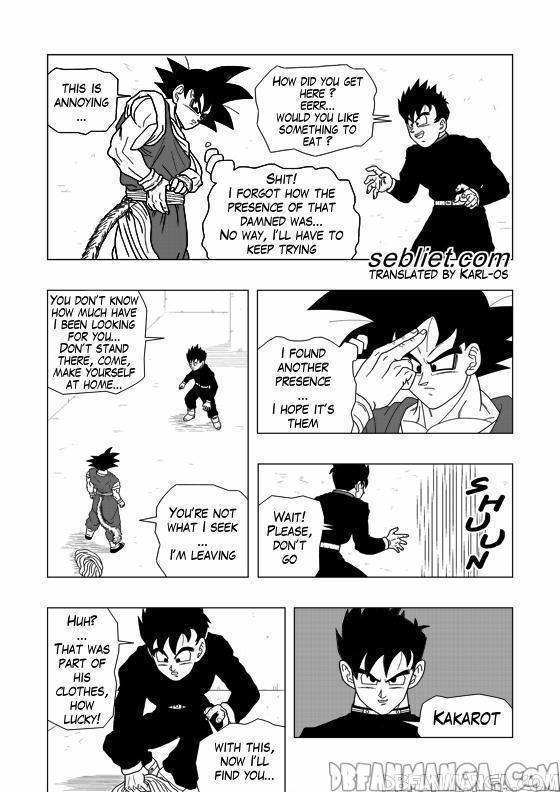 THIS IS
ANNOYING ...
HOW DID YOU GET
HERE ?
EERR...
WOULD YOU LIKE
SOMETHING TO
EAT ?
SHIT!
I FORGOT HOW THE
PRESENCE OF THAT
DAMNED WAS...
NO WAY, I'LL HAVE TO
KEEP TRYING
sebliet.com
TRANSLATED BY KARL-OS
YOU DON'T KNOW
HOW MUCH HAVE
I BEEN LOOKING
FOR YOU...
DON'T STAND
THERE, COME,
MAKE YOURSELF
AT HOME...
YOU'RE NOT
WHAT I SEEK
...
I'M LEAVING
I FOUND
ANOTHER
PRESENCE
...
I HOPE IT'S
THEM
WAIT!
PLEASE,
DON'T
GO
SHUUN
HUH?
...
THAT WAS
PART OF
HIS
CLOTHES,
HOW
LUCKY!
WITH THIS,
NOW I'LL
FIND YOU...
KAKAROT
DBFANMANGA.COM